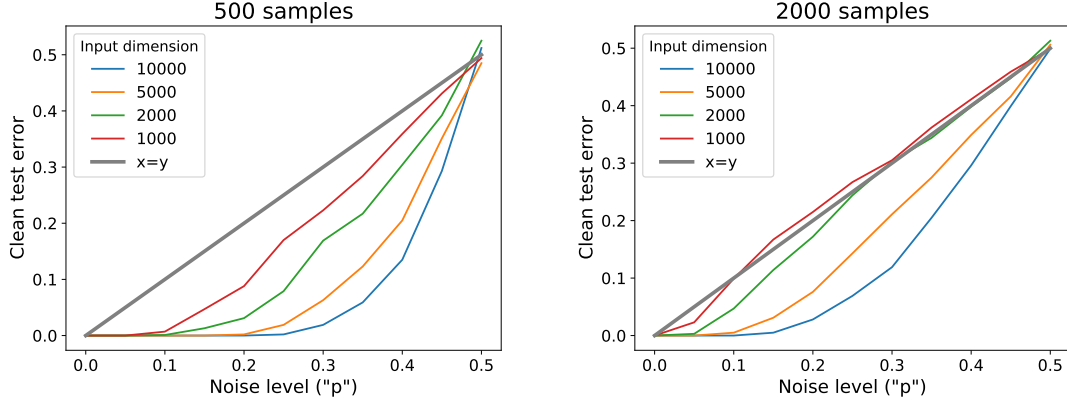 500 samples
Clean test error
0.5
0.4
0.3
0.2
0.1
0.0
Input dimension
10000
5000
2000
1000
x=y
0.0 0.1 0.2 0.3 0.4 0.5
Noise level ("p")
2000 samples
Clean test error
0.5
0.4
0.3
0.2
0.1
0.0
Input dimension
10000
5000
2000
1000
x=y
0.0 0.1 0.2 0.3 0.4 0.5
Noise level ("p")